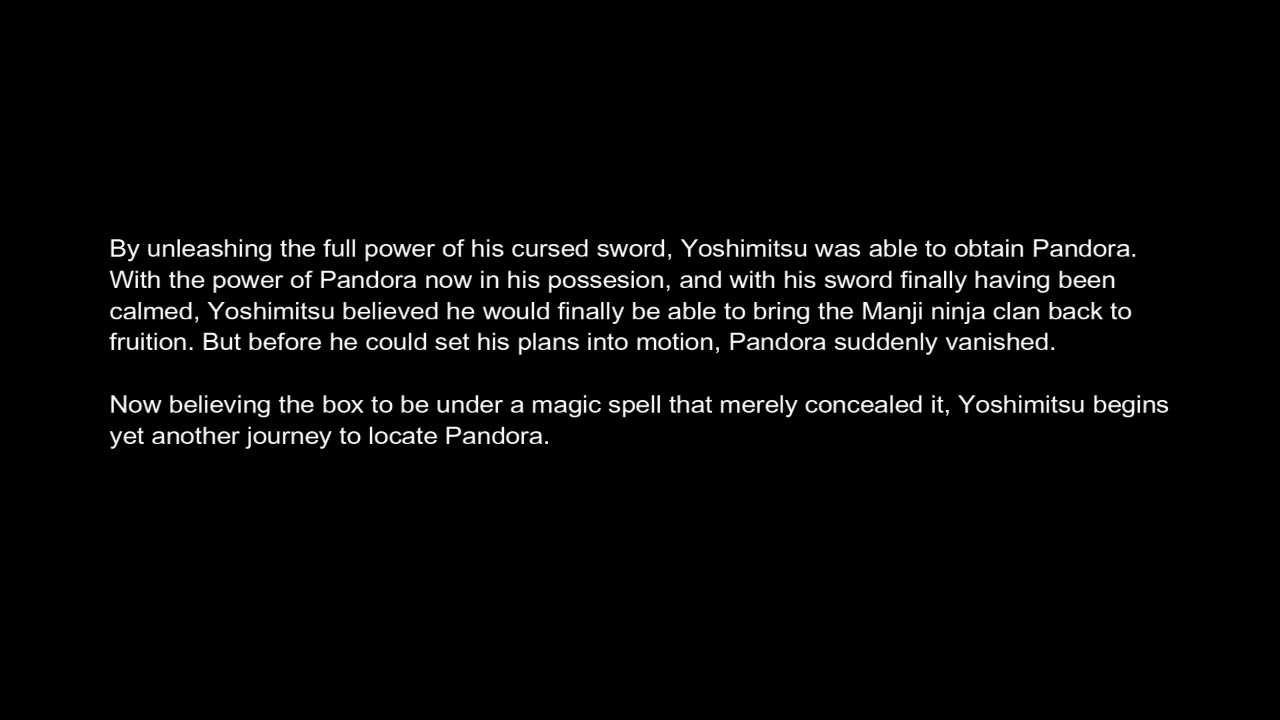 By unleashing the full power of his cursed sword, Yoshimitsu was able to obtain Pandora.
With the power of Pandora now in his possesion, and with his sword finally having been
calmed, Yoshimitsu believed he would finally be able to bring the Manji ninja clan back to
fruition. But before he could set his plans into motion, Pandora suddenly vanished.
Now believing the box to be under a magic spell that merely concealed it, Yoshimitsu begins
yet another journey to locate Pandora.